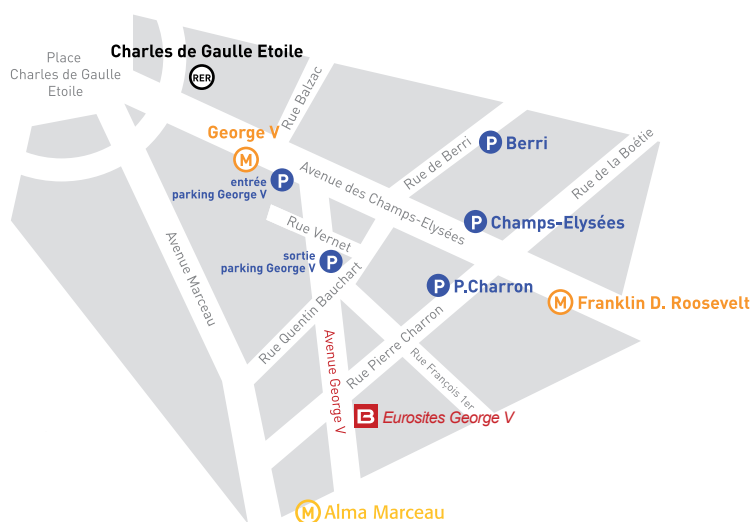 Place
Charles de Gaulle
Etoile
Charles de Gaulle Etoile
RER
Rue Balzac
George V
M
entrée
parking George V
P
Avenue des Champs-Elysées
Rue de Berri
P Berri
Rue de la Boétie
P Champs-Elysées
Rue Vernet
sortie
parking George V
P
Avenue Marceau
Rue Quentin Bauchart
P P.Charron
M Franklin D. Roosevelt
Avenue George V
Rue Pierre Charron
Rue François 1er
B Eurosites George V
M Alma Marceau